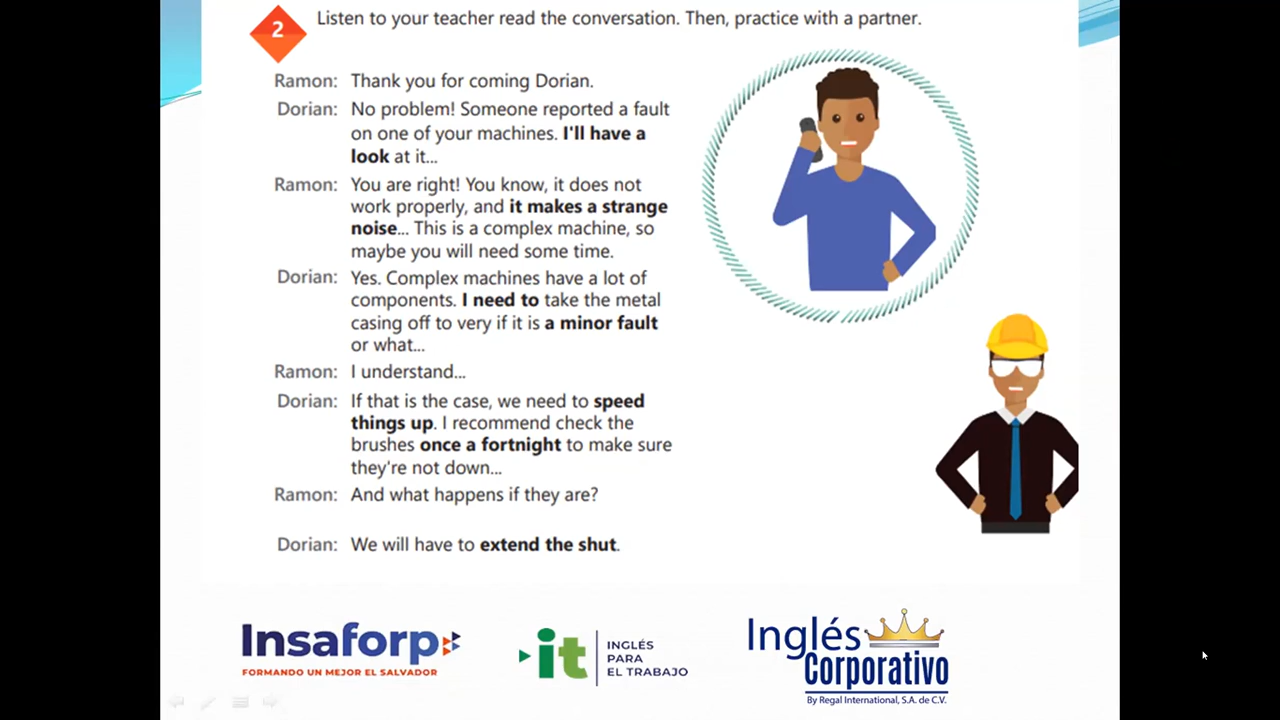 2
Listen to your teacher read the conversation. Then, practice with a partner.
Ramon: Thank you for coming Dorian.
Dorian: No problem! Someone reported a fault
on one of your machines. I'll have a
look at it...
Ramon: You are right! You know, it does not
work properly, and it makes a strange
noise... This is a complex machine, so
maybe you will need some time.
Dorian: Yes. Complex machines have a lot of
components. I need to take the metal
casing off to very if it is a minor fault
or what...
Ramon: I understand...
Dorian: If that is the case, we need to speed
things up. I recommend check the
brushes once a fortnight to make sure
they're not down...
Ramon: And what happens if they are?
Dorian: We will have to extend the shut.
Insaforp
FORMANDO UN MEJOR EL SALVADOR
it
INGLÉS
PARA
EL TRABAJO
Inglés
Corporativo
By Regal International, S.A. de C.V.